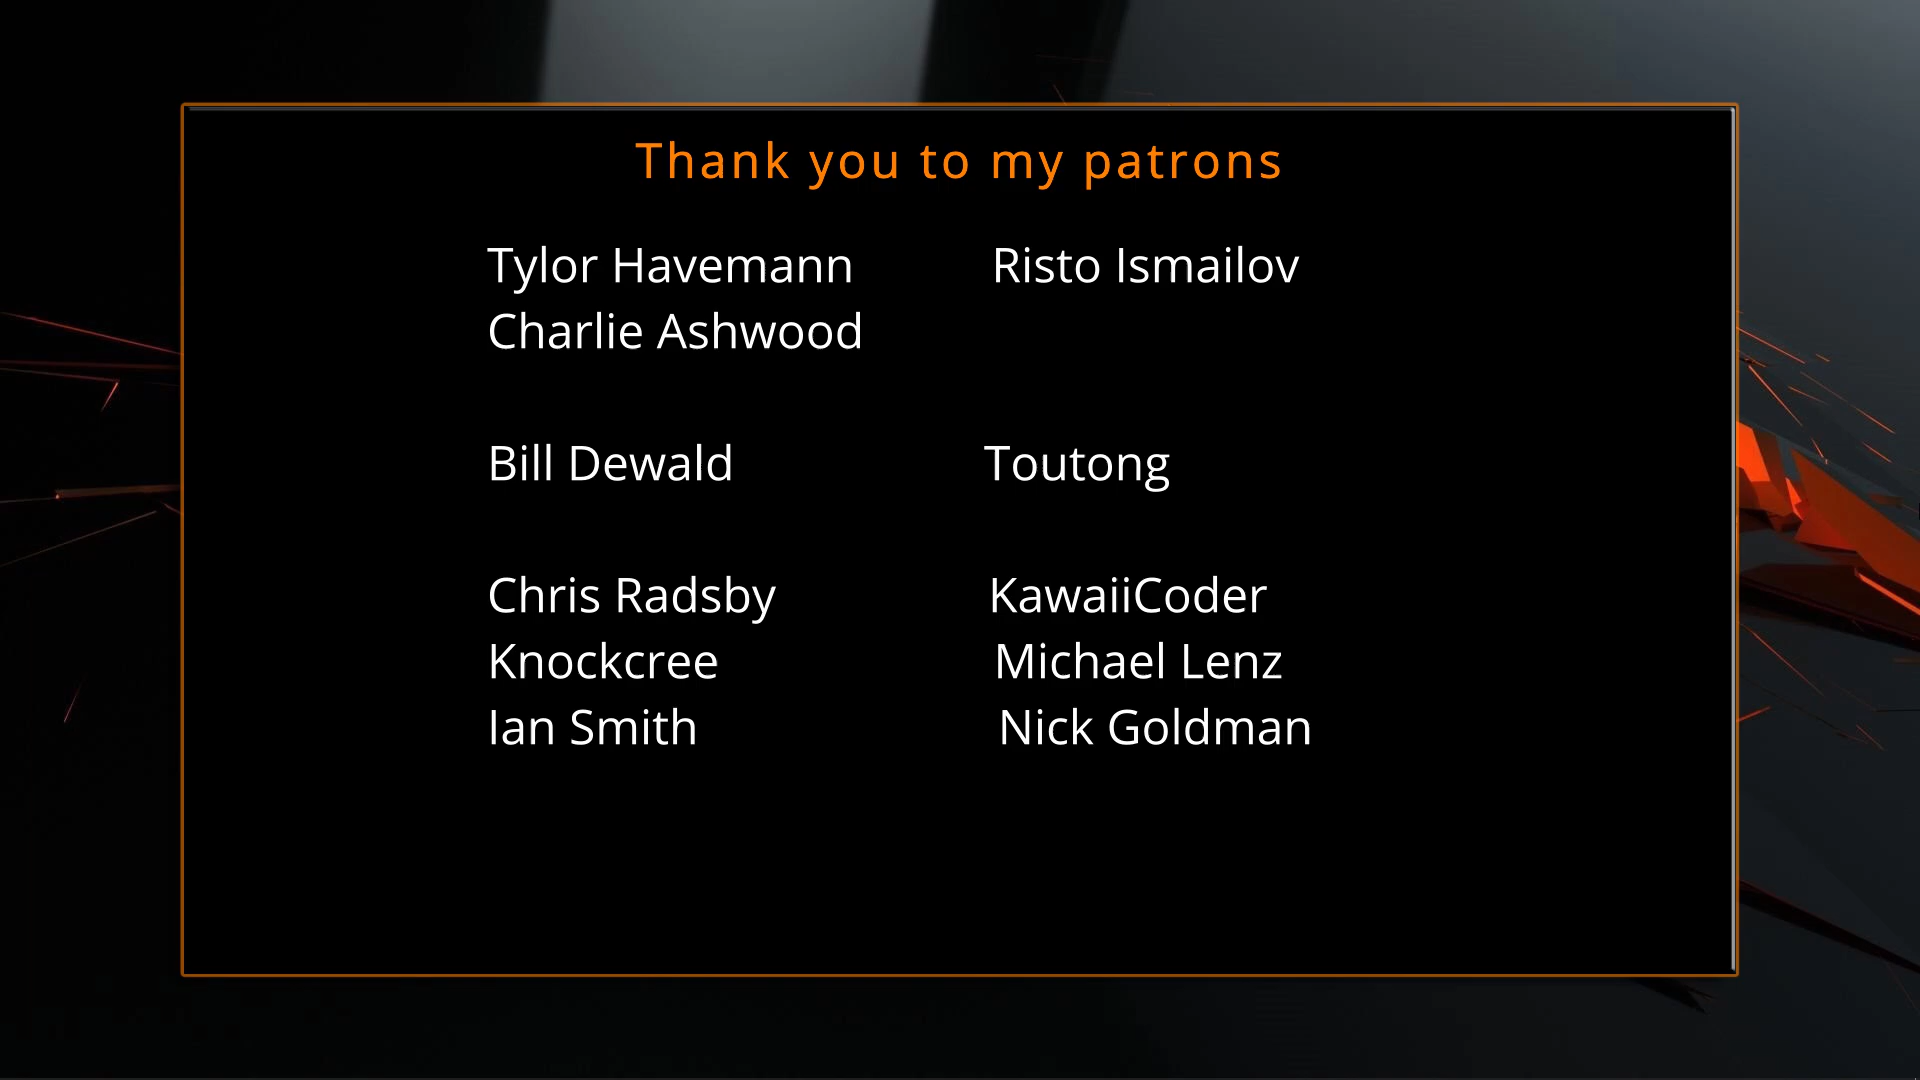 Thank you to my patrons
Tylor Havemann Risto Ismailov
Charlie Ashwood
Bill Dewald Toutong
Chris Radsby KawaiiCoder
Knockcree Michael Lenz
Ian Smith Nick Goldman